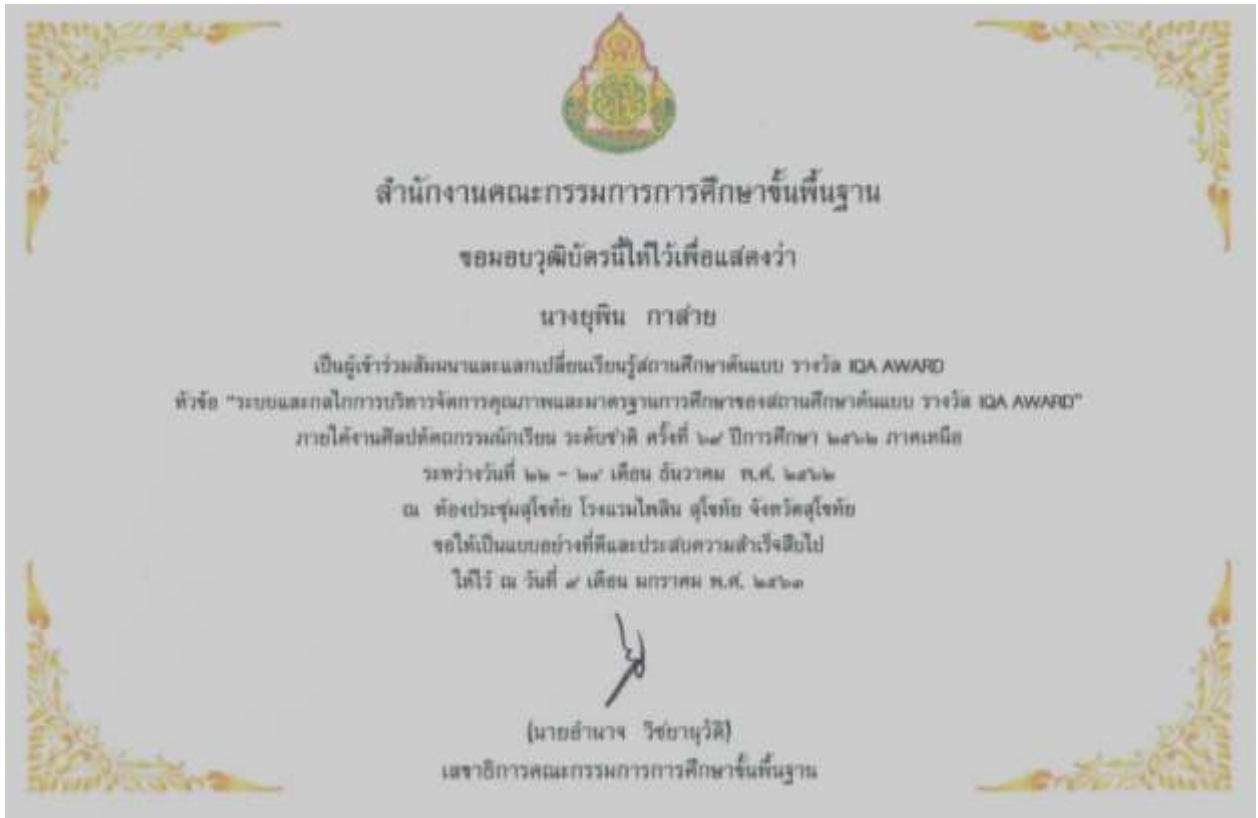 สำนักงานคณะกรรมการการศึกษาขั้นพื้นฐาน
ขอมอบวุฒิบัตรนี้ให้ไว้เพื่อแสดงว่า
นางยุพิน กาส่าย
เป็นผู้เข้าร่วมสัมมนาและแลกเปลี่ยนเรียนรู้สถานศึกษาต้นแบบ รางวัล IQA AWARD
หัวข้อ “ระบบและกลไกการบริหารจัดการคุณภาพและมาตรฐานการศึกษาของสถานศึกษาต้นแบบ รางวัล IQA AWARD”
ภายใต้งานศิลปหัตถกรรมนักเรียน ระดับชาติ ครั้งที่ ๖๙ ปีการศึกษา ๒๕๖๒ ภาคเหนือ
ระหว่างวันที่ ๒๒ - ๒๔ เดือน ธันวาคม พ.ศ. ๒๕๖๒
ณ ห้องประชุมสุโขทัย โรงแรมไพลิน สุโขทัย จังหวัดสุโขทัย
ขอให้เป็นแบบอย่างที่ดีและประสบความสำเร็จสืบไป
ให้ไว้ ณ วันที่ ๙ เดือน มกราคม พ.ศ. ๒๕๖๓
(นายอำนาจ วิชยานุวัติ)
เลขาธิการคณะกรรมการการศึกษาขั้นพื้นฐาน